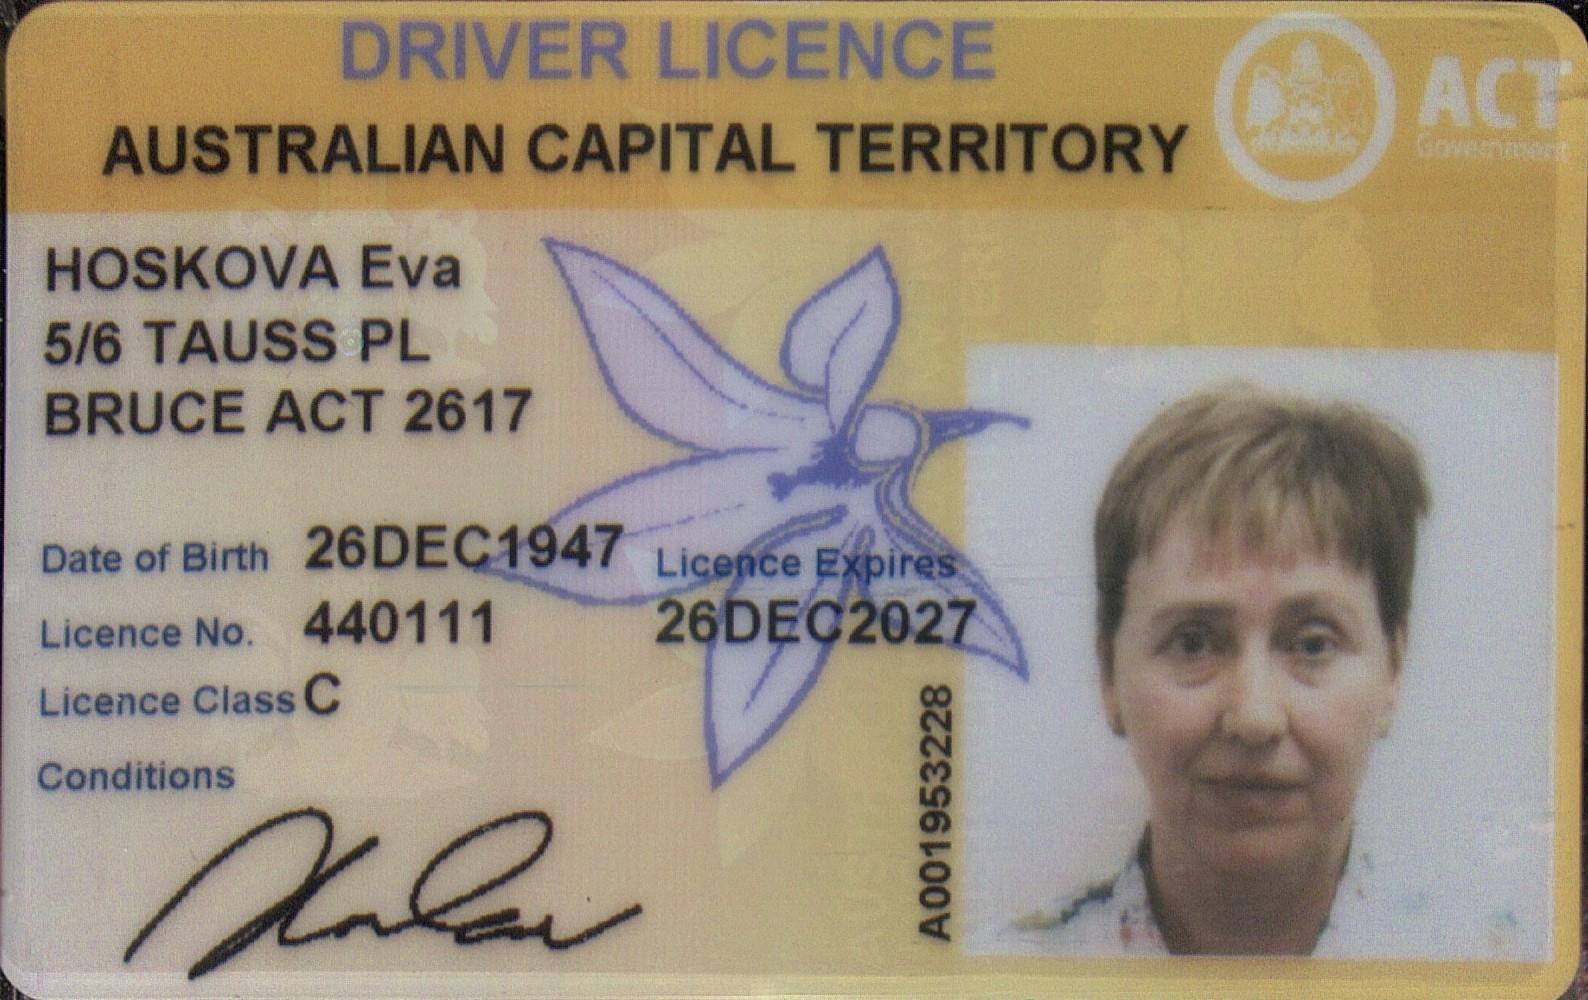 DRIVER LICENCE
AUSTRALIAN CAPITAL TERRITORY
ACT
Government
HOSKOVA Eva
5/6 TAUSS PL
BRUCE ACT 2617
Date of Birth 26DEC1947
Licence Expires
Licence No. 440111
26DEC2027
Licence Class C
Conditions
A001953228